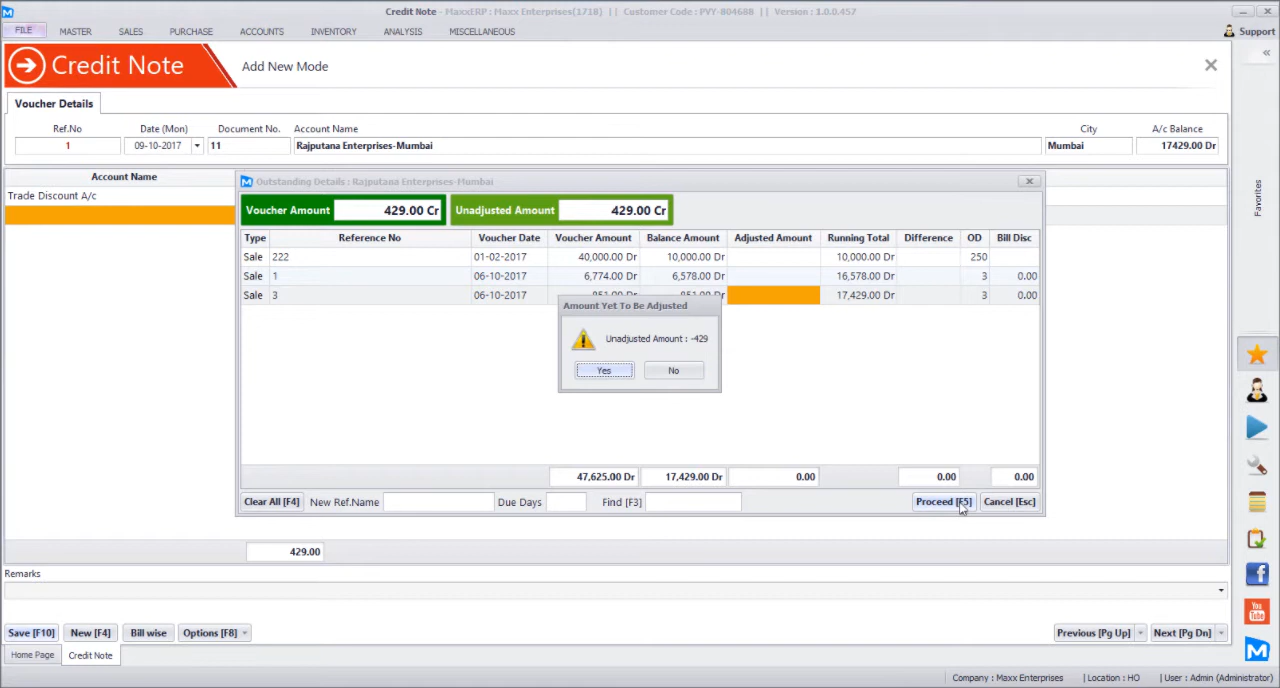 Credit Note - MaxxERP : Maxx Enterprises(1718) || Customer Code : PVY-804688 || Version : 1.0.0.457
FILE MASTER SALES PURCHASE ACCOUNTS INVENTORY ANALYSIS MISCELLANEOUS Support
Credit Note Add New Mode
Voucher Details
Ref.No Date (Mon) Document No. Account Name City A/c Balance
1 09-10-2017 11 Rajputana Enterprises-Mumbai Mumbai 17429.00 Dr
Account Name
Trade Discount A/c
Outstanding Details : Rajputana Enterprises-Mumbai
Voucher Amount 429.00 Cr Unadjusted Amount 429.00 Cr
Type Reference No Voucher Date Voucher Amount Balance Amount Adjusted Amount Running Total Difference OD Bill Disc
Sale 222 01-02-2017 40,000.00 Dr 10,000.00 Dr 10,000.00 Dr 250
Sale 1 06-10-2017 6,774.00 Dr 6,578.00 Dr 16,578.00 Dr 3 0.00
Sale 3 06-10-2017 851.00 Dr 851.00 Dr 17,429.00 Dr 3 0.00
Amount Yet To Be Adjusted
Unadjusted Amount : -429
Yes No
47,625.00 Dr 17,429.00 Dr 0.00 0.00 0.00
Clear All [F4] New Ref.Name Due Days Find [F3] Proceed [F5] Cancel [Esc]
429.00
Remarks
Save [F10] New [F4] Bill wise Options [F8] Previous [Pg Up] Next [Pg Dn]
Home Page Credit Note
Company : Maxx Enterprises | Location : HO | User : Admin (Administrator)
Favorites
You
Tube